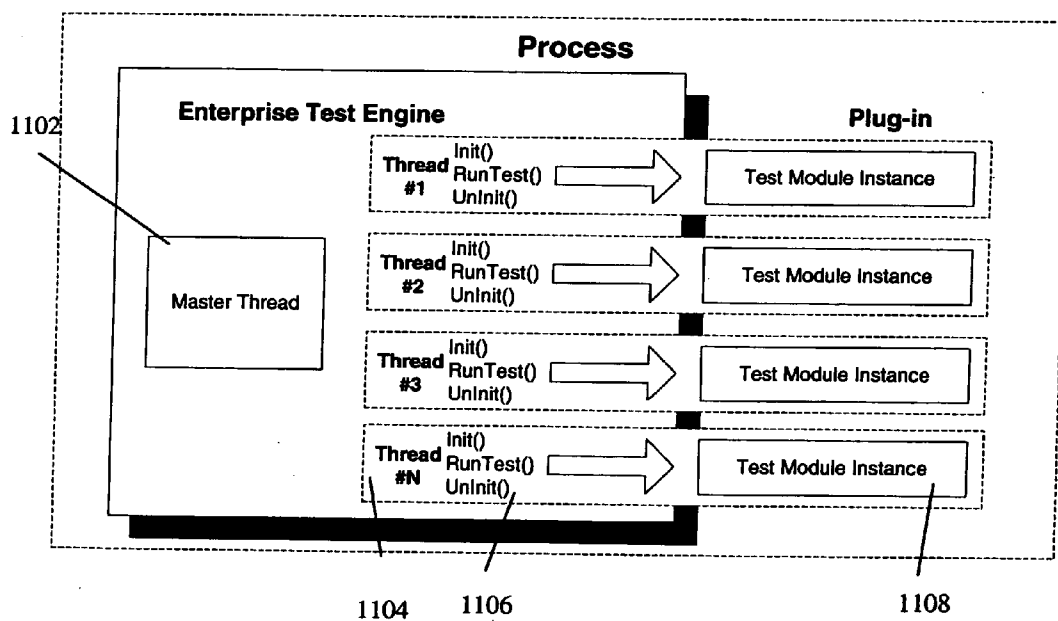 Process
Enterprise Test Engine
Plug-in
1102
Thread
#1
Init()
RunTest()
UnInit()
Test Module Instance
Thread
#2
Init()
RunTest()
UnInit()
Test Module Instance
Master Thread
Thread
#3
Init()
RunTest()
UnInit()
Test Module Instance
Thread
#N
Init()
RunTest()
UnInit()
Test Module Instance
1104
1106
1108